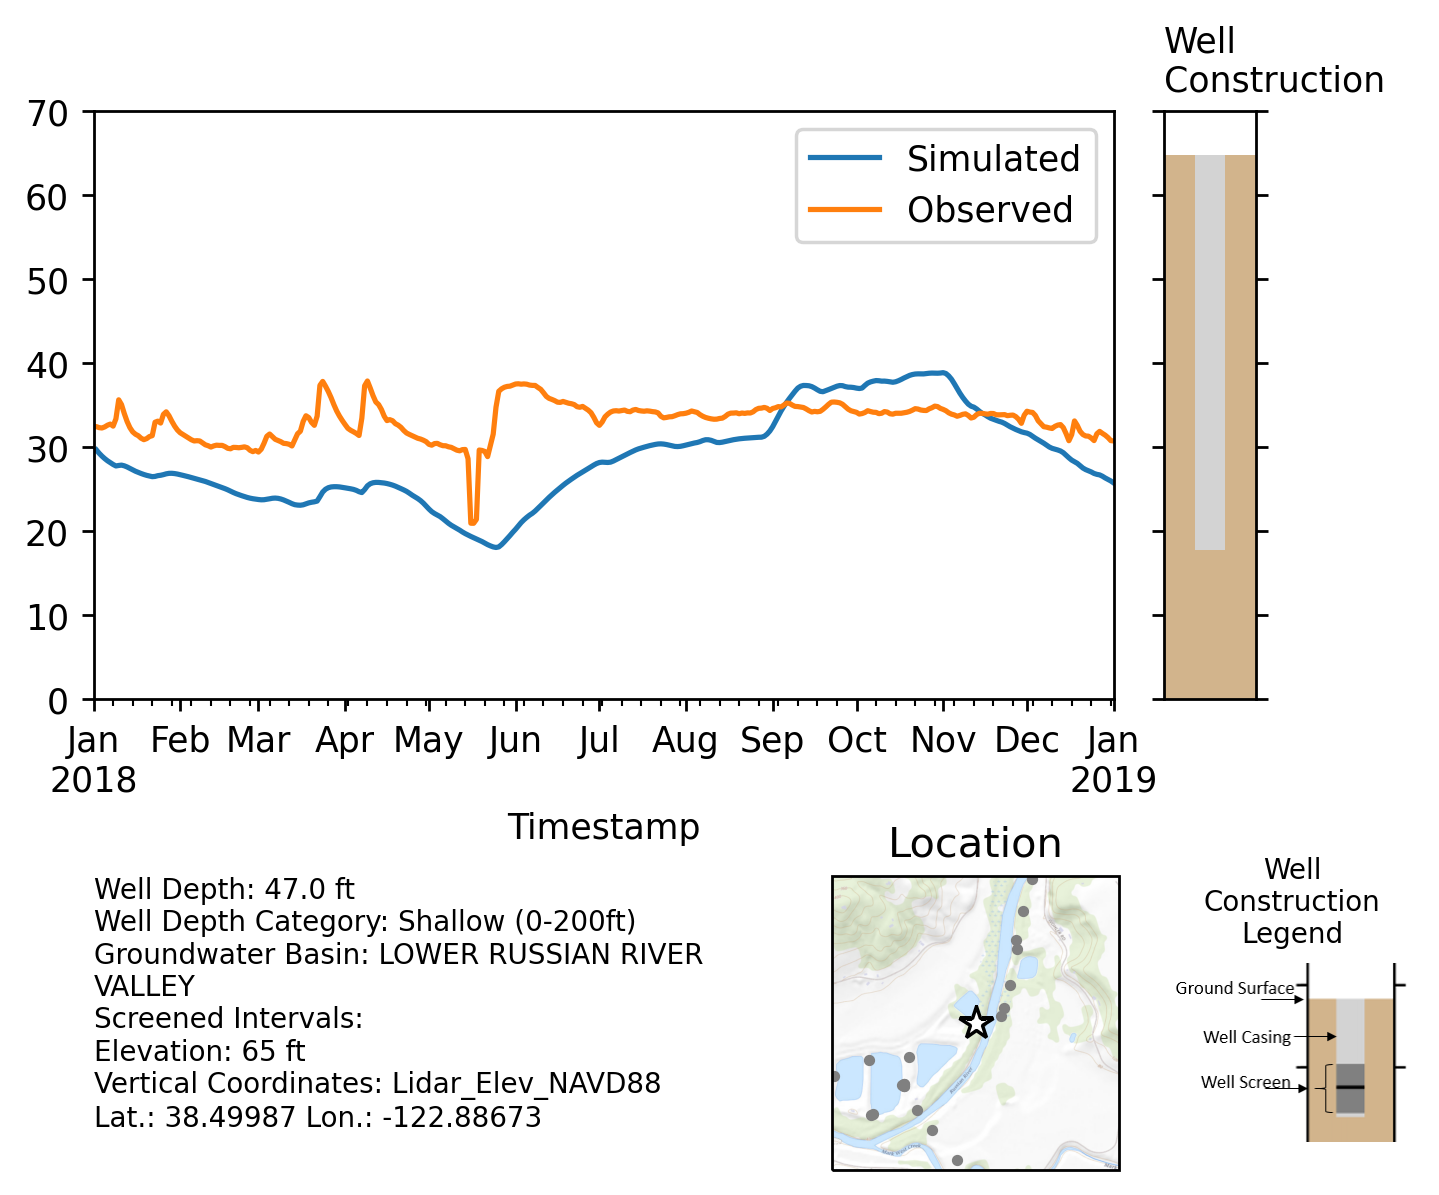 Well
Construction
70
60
50
40
30
20
10
0
Simulated
Observed
Jan Feb Mar Apr May Jun Jul Aug Sep Oct Nov Dec Jan
2018 2019
Timestamp
Well Depth: 47.0 ft
Well Depth Category: Shallow (0-200ft)
Groundwater Basin: LOWER RUSSIAN RIVER
VALLEY
Screened Intervals:
Elevation: 65 ft
Vertical Coordinates: Lidar_Elev_NAVD88
Lat.: 38.49987 Lon.: -122.88673
Location
Well
Construction
Legend
Ground Surface
Well Casing
Well Screen